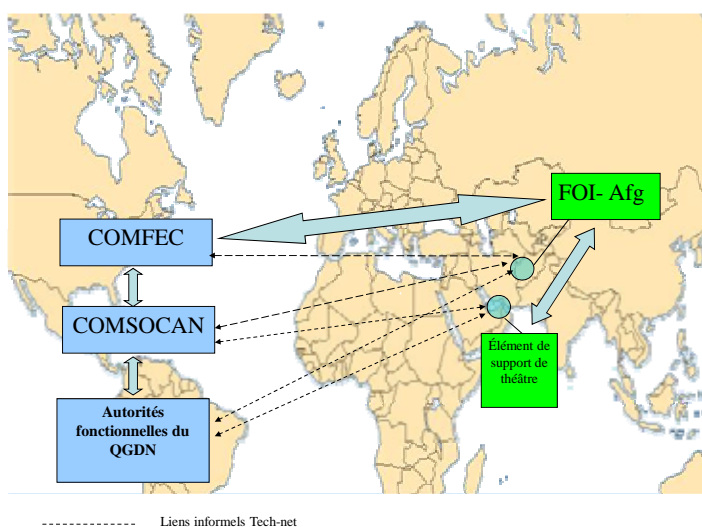 FOI- Afg
COMFEC
COMSOCAN
Élément de
support de
théâtre
Autorités
fonctionnelles du
QGDN
Liens informels Tech-net